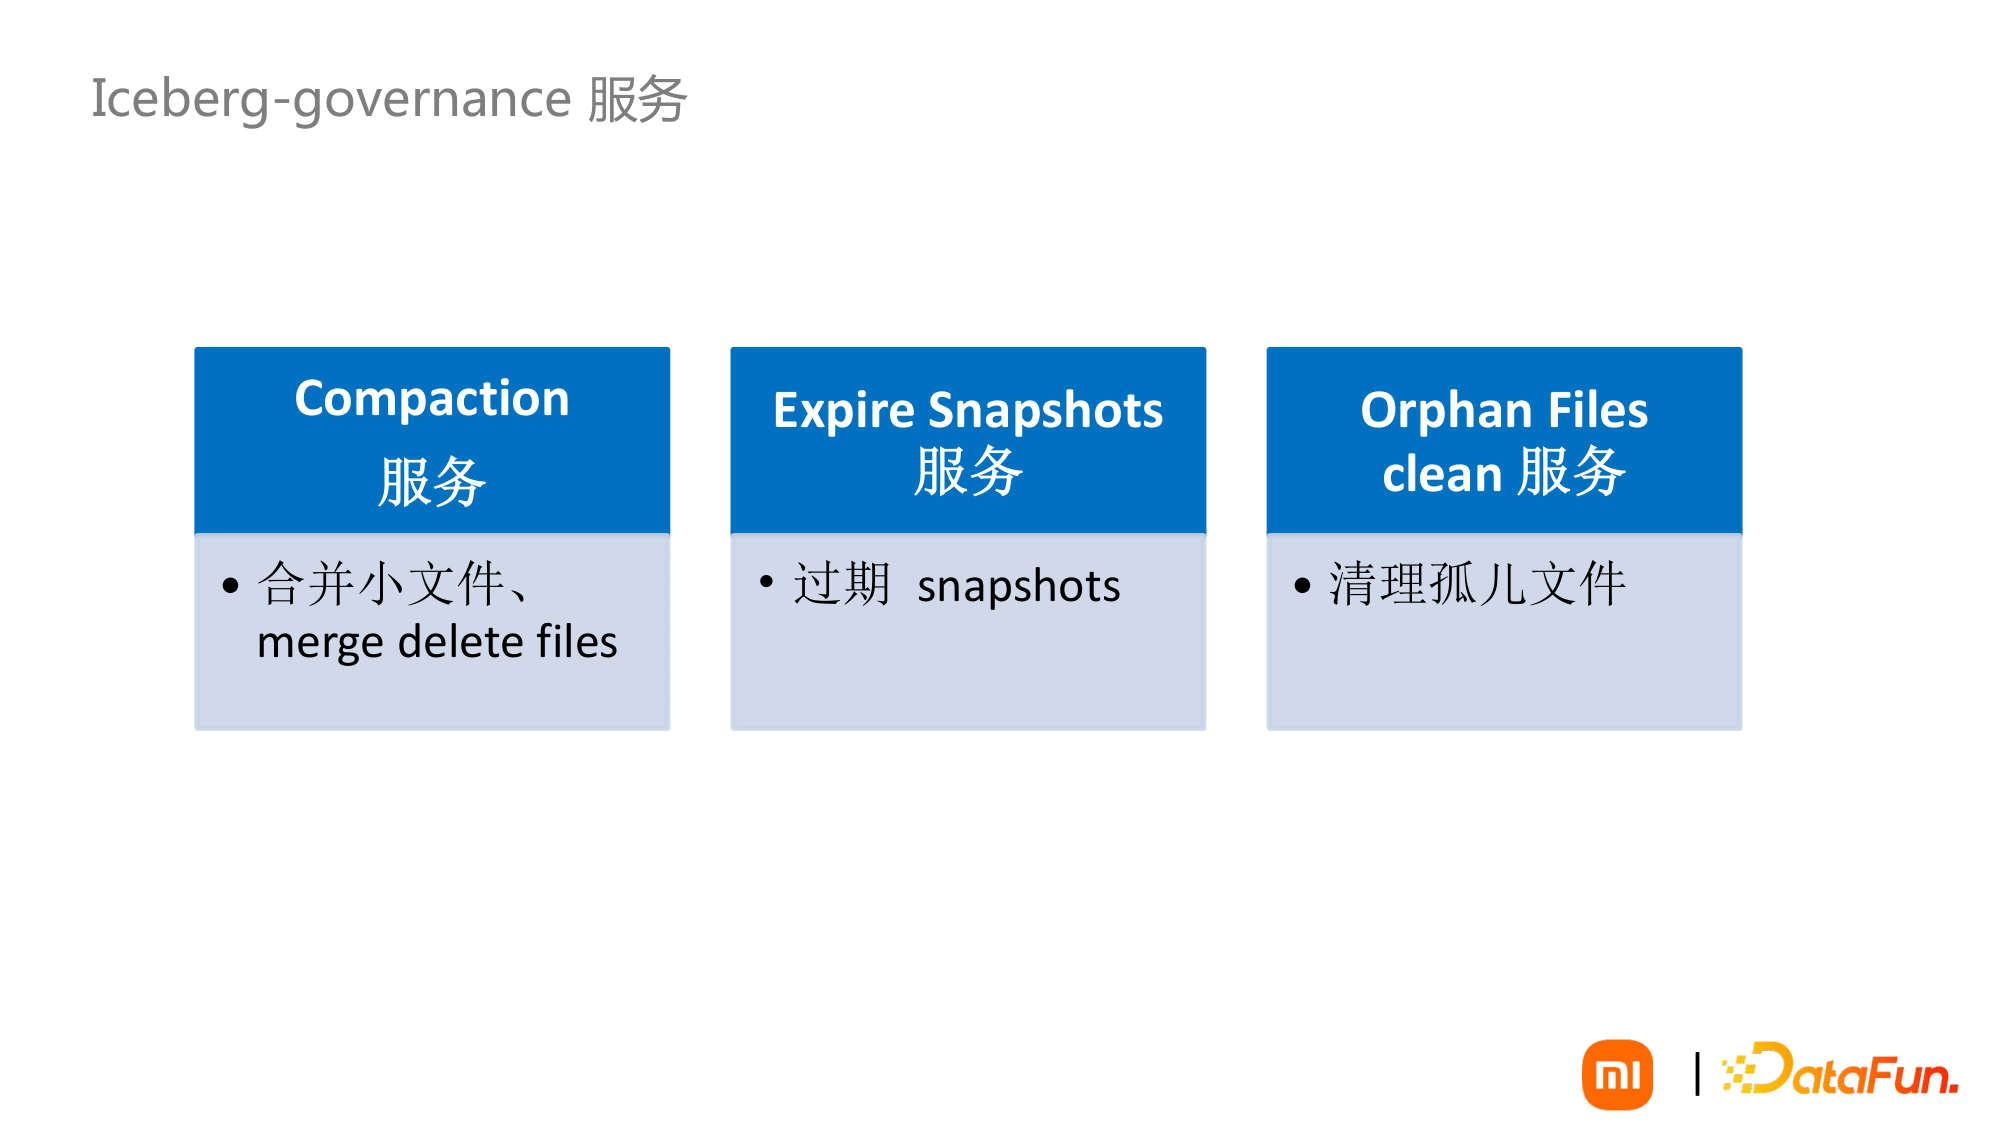 Iceberg-governance 服务
Compaction
服务
• 合并小文件、
merge delete files
Expire Snapshots
服务
• 过期 snapshots
Orphan Files
clean 服务
• 清理孤儿文件
mi | DataFun.